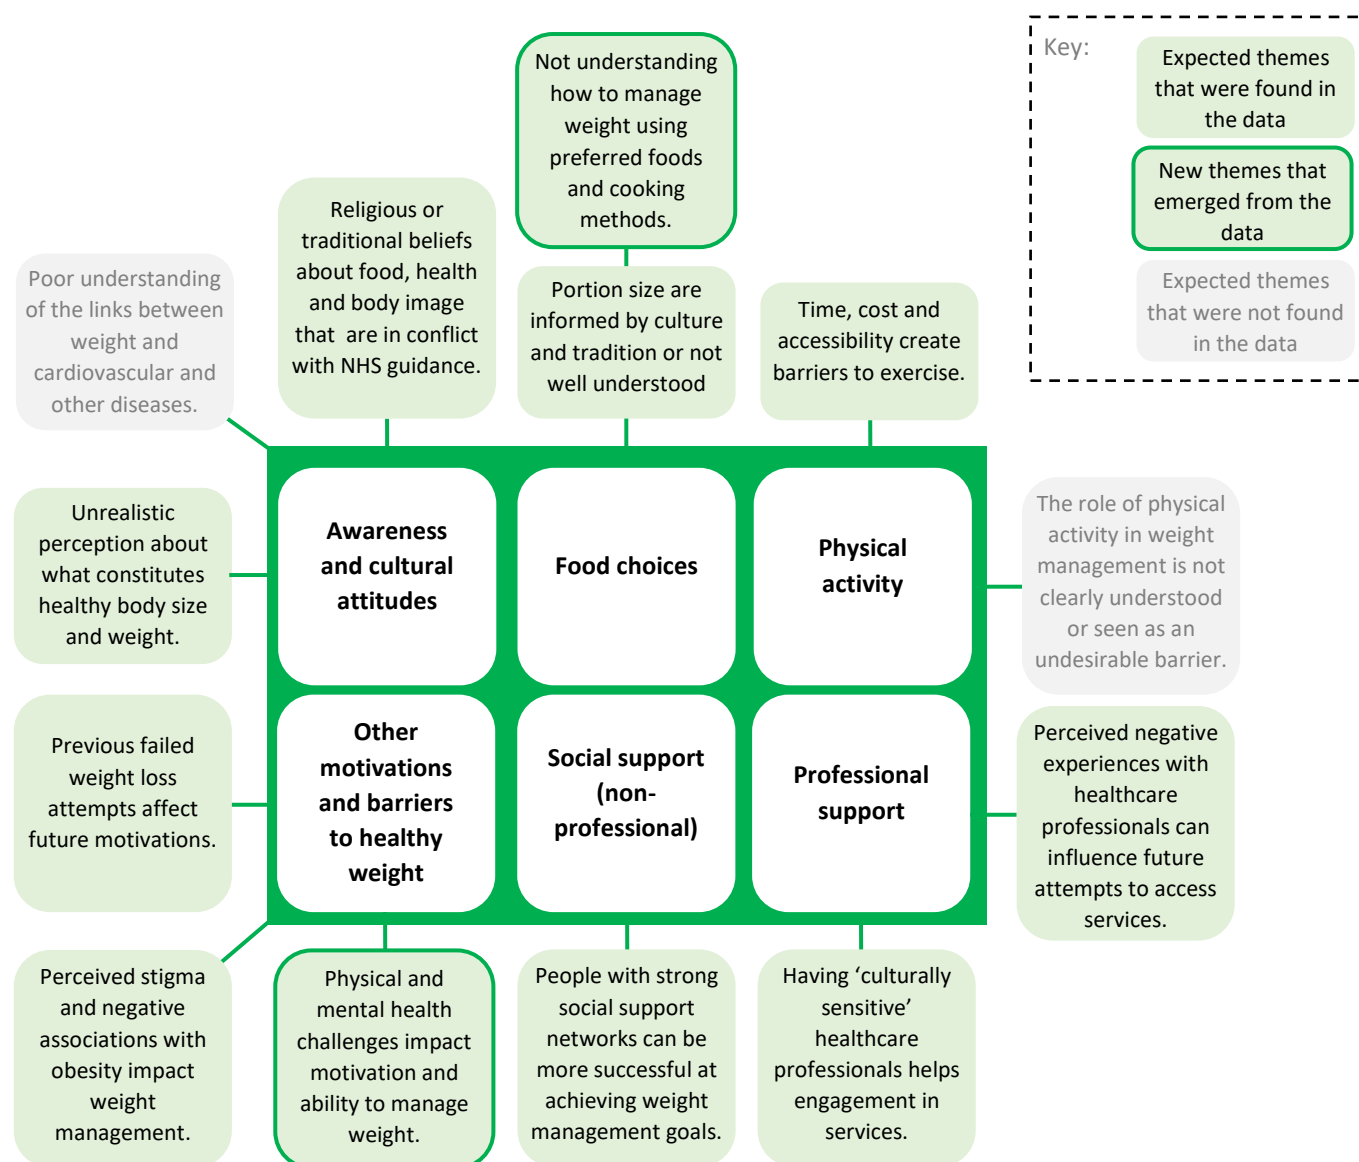 Key:
Expected themes
that were found in
the data
New themes that
emerged from the
data
Expected themes
that were not found
in the data
Not understanding
how to manage
weight using
preferred foods
and cooking
methods.
Religious or
traditional beliefs
about food, health
and body image
that are in conflict
with NHS guidance.
Portion size are
informed by culture
and tradition or not
well understood
Time, cost and
accessibility create
barriers to exercise.
Poor understanding
of the links between
weight and
cardiovascular and
other diseases.
Unrealistic
perception about
what constitutes
healthy body size
and weight.
Awareness
and cultural
attitudes
Food choices
Physical
activity
The role of physical
activity in weight
management is not
clearly understood
or seen as an
undesirable barrier.
Previous failed
weight loss
attempts affect
future motivations.
Other
motivations
and barriers
to healthy
weight
Social support
(non-
professional)
Professional
support
Perceived negative
experiences with
healthcare
professionals can
influence future
attempts to access
services.
Perceived stigma
and negative
associations with
obesity impact
weight
management.
Physical and
mental health
challenges impact
motivation and
ability to manage
weight.
People with strong
social support
networks can be
more successful at
achieving weight
management goals.
Having ‘culturally
sensitive’
healthcare
professionals helps
engagement in
services.